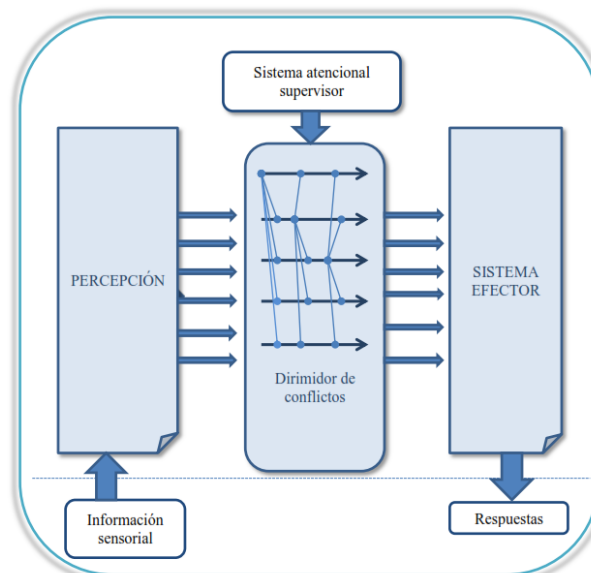 Sistema atencional
supervisor
PERCEPCIÓN
Dirimidor de
conflictos
SISTEMA
EFECTOR
Información
sensorial
Respuestas